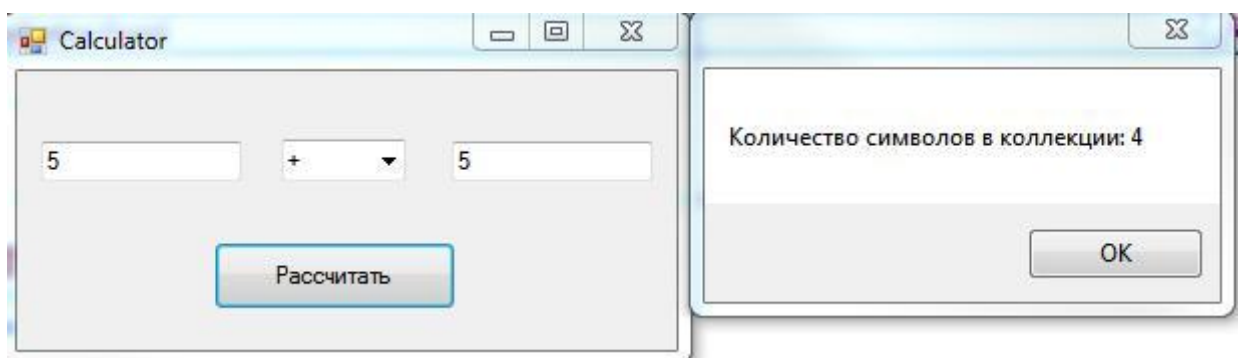 Calculator
5 + 5
Рассчитать
Количество символов в коллекции: 4
OK